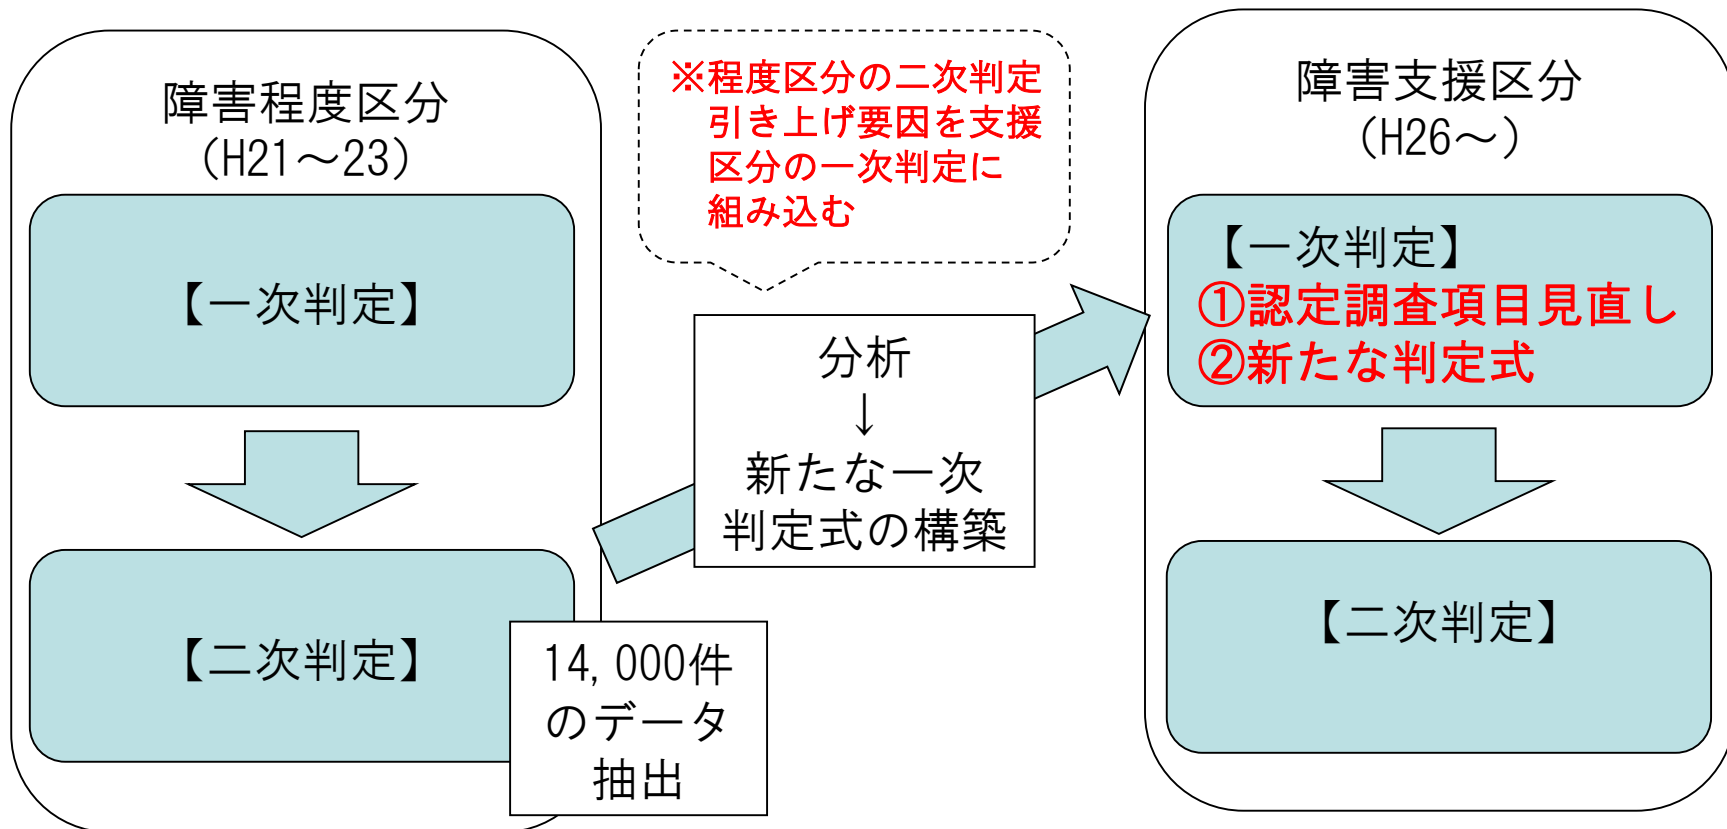 障害程度区分
(H21～23)
【一次判定】
【二次判定】
14,000件
のデータ
抽出
※程度区分の二次判定
引き上げ要因を支援
区分の一次判定に
組み込む
分析
↓
新たな一次
判定式の構築
障害支援区分
(H26～)
【一次判定】
①認定調査項目見直し
②新たな判定式
【二次判定】